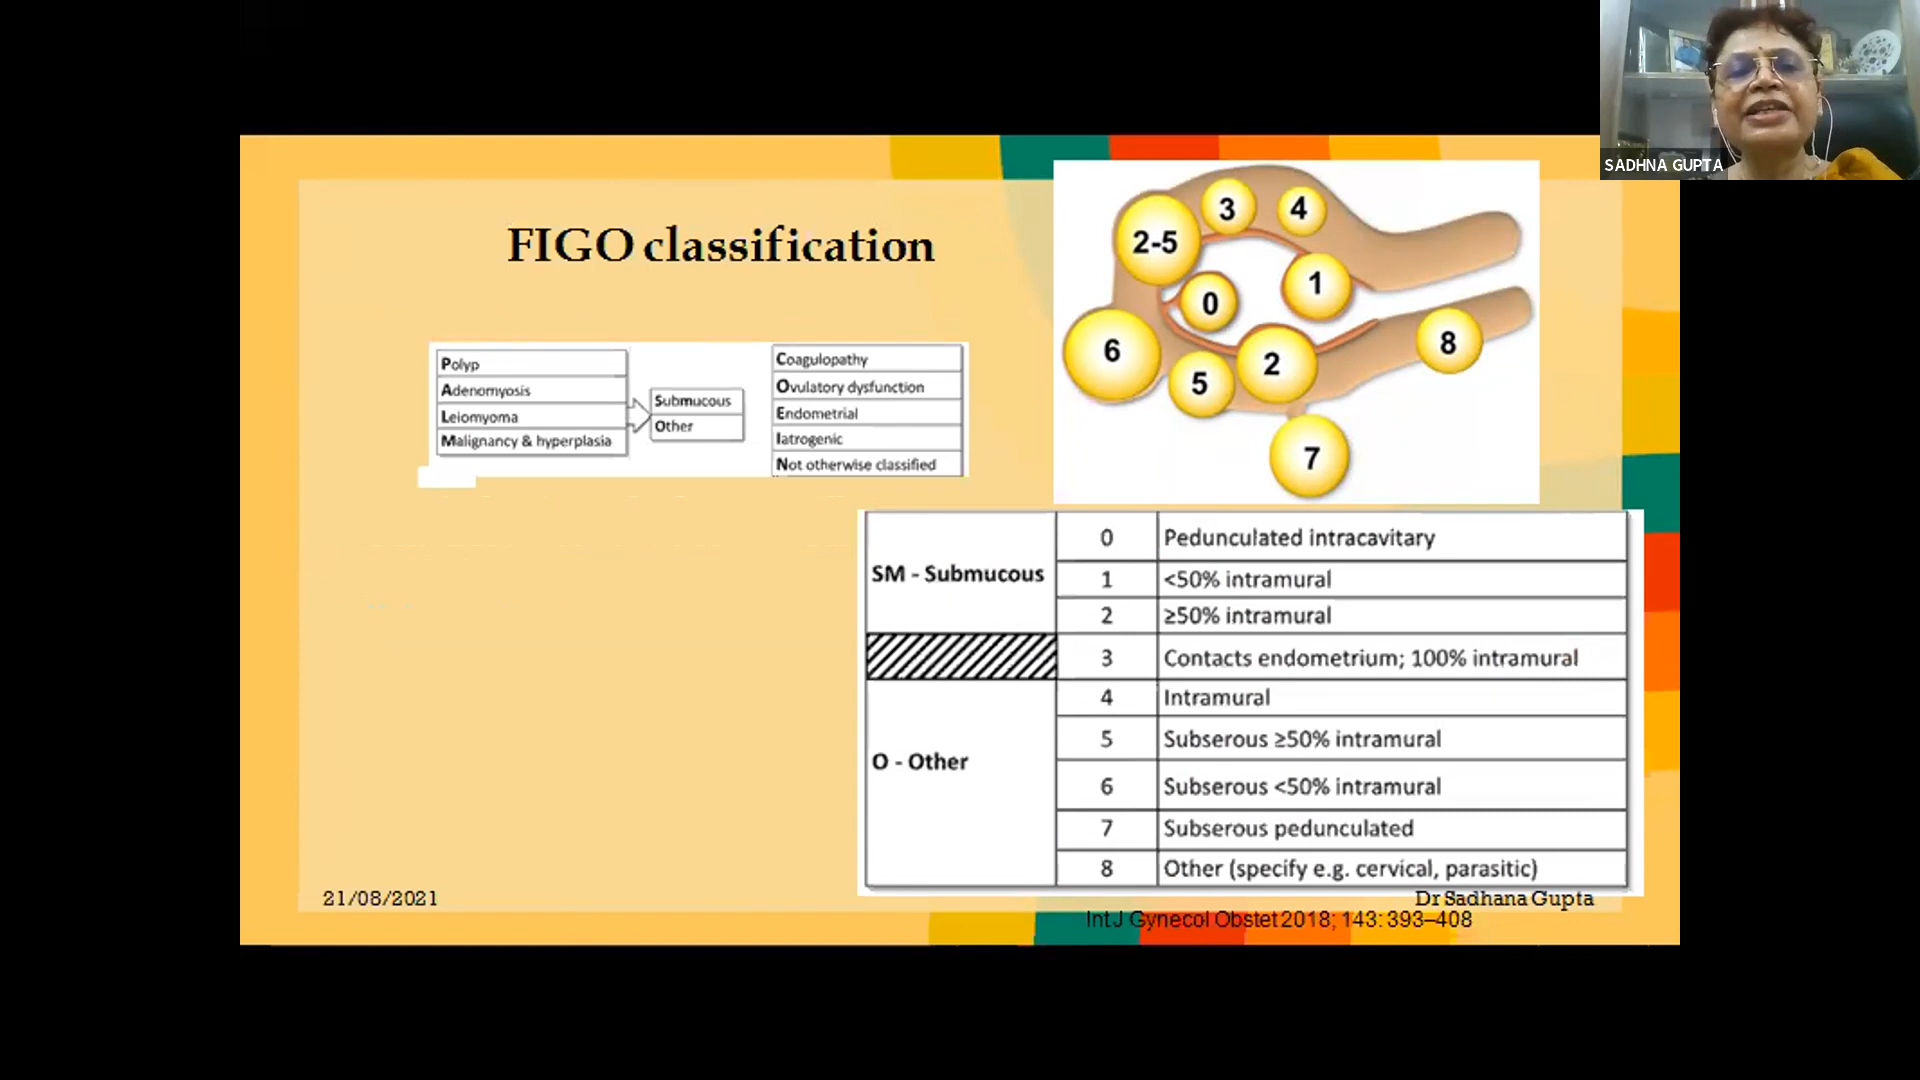 SADHNA GUPTA
FIGO classification
Polyp
Adenomyosis
Leiomyoma
Malignancy & hyperplasia
Submucous
Other
Coagulopathy
Ovulatory dysfunction
Endometrial
Iatrogenic
Not otherwise classified
3
4
2-5
1
0
6
2
8
5
7
SM - Submucous
0 Pedunculated intracavitary
1 <50% intramural
2 ≥50% intramural
3 Contacts endometrium; 100% intramural
O - Other
4 Intramural
5 Subserous ≥50% intramural
6 Subserous <50% intramural
7 Subserous pedunculated
8 Other (specify e.g. cervical, parasitic)
21/08/2021
Dr Sadhana Gupta
Int J Gynecol Obstet 2018; 143: 393–408